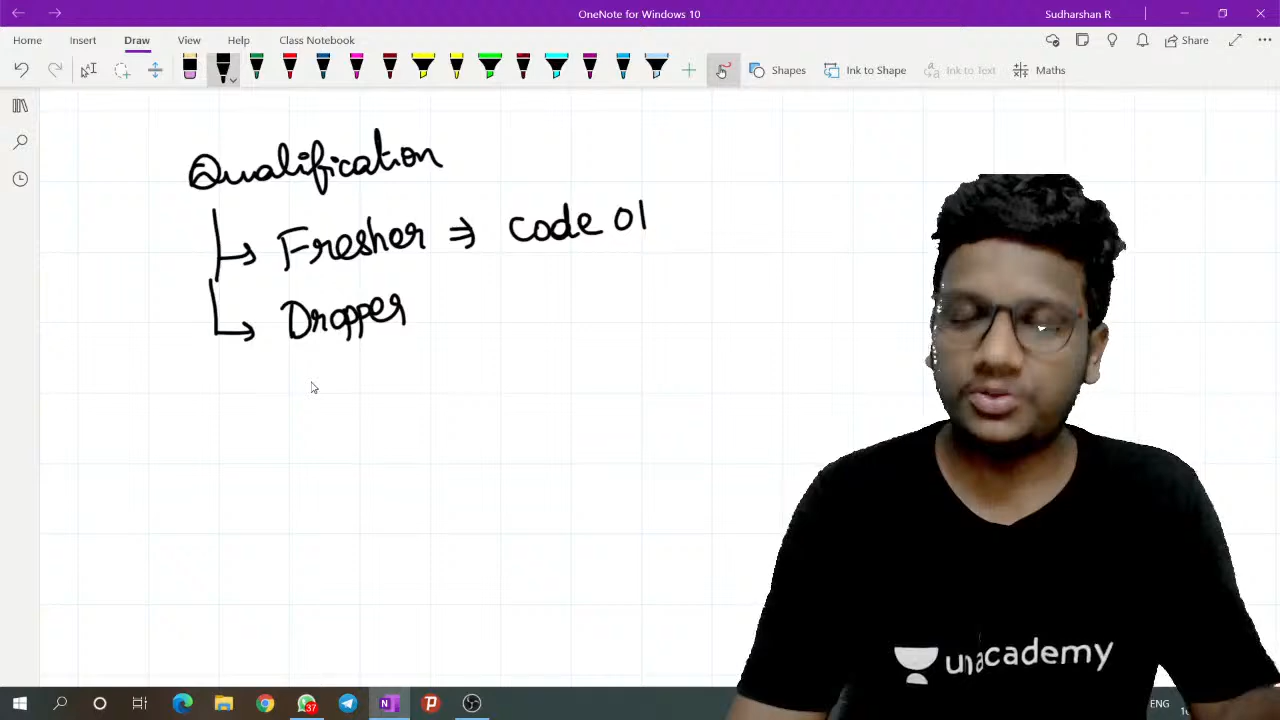 OneNote for Windows 10
Sudharshan R
Home Insert Draw View Help Class Notebook
Share
Shapes Ink to Shape Ink to Text Maths
Qualification
Fresher ⇒ code 01
Dropper
unacademy
37
ENG